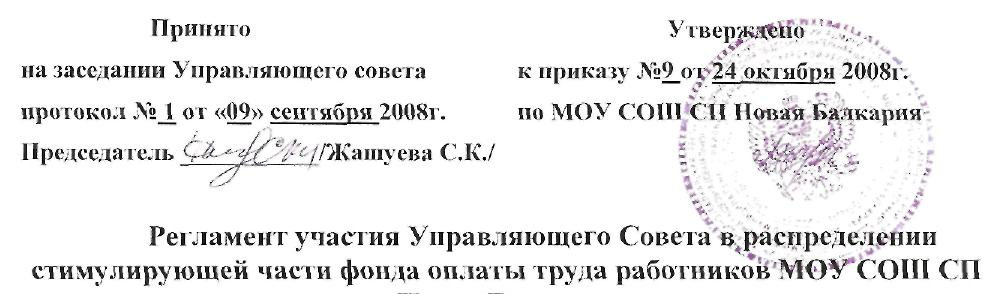 Принято
на заседании Управляющего совета
протокол № 1 от «09» сентября 2008г.
Председатель /Жашуева С.К./
Утверждено
к приказу №9 от 24 октября 2008г.
по МОУ СОШ СП Новая Балкария
Регламент участия Управляющего Совета в распределении
стимулирующей части фонда оплаты труда работников МОУ СОШ СП